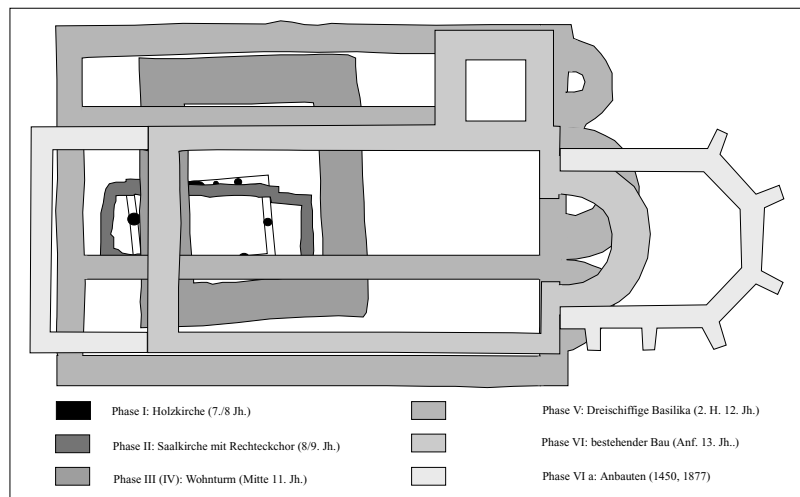 Phase I: Holzkirche (7./8 Jh.)
Phase II: Saalkirche mit Rechteckchor (8/9. Jh.)
Phase III (IV): Wohnturm (Mitte 11. Jh.)
Phase V: Dreischiffige Basilika (2. H. 12. Jh.)
Phase VI: bestehender Bau (Anf. 13. Jh..)
Phase VI a: Anbauten (1450, 1877)